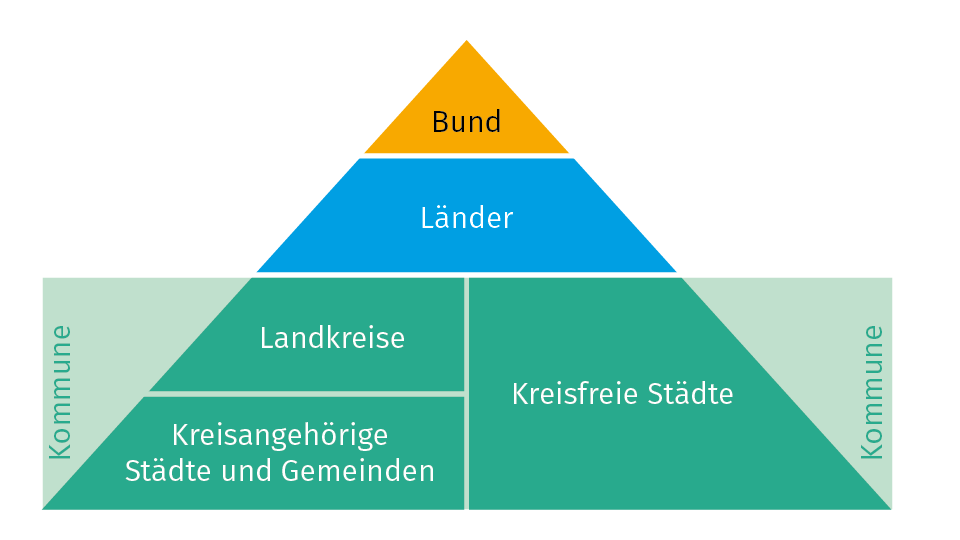 Bund
Länder
Kommune
Landkreise
Kreisangehörige
Städte und Gemeinden
Kreisfreie Städte
Kommune